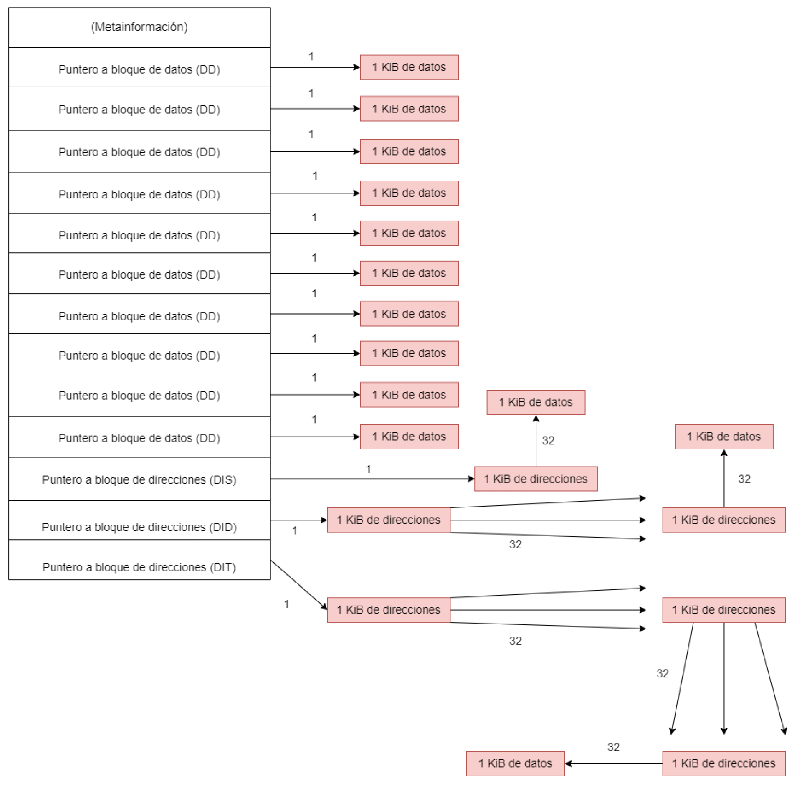 (Metainformación)
1
Puntero a bloque de datos (DD)
1 KiB de datos
1
Puntero a bloque de datos (DD)
1 KiB de datos
1
Puntero a bloque de datos (DD)
1 KiB de datos
1
Puntero a bloque de datos (DD)
1 KiB de datos
1
Puntero a bloque de datos (DD)
1 KiB de datos
1
Puntero a bloque de datos (DD)
1 KiB de datos
1
Puntero a bloque de datos (DD)
1 KiB de datos
1
Puntero a bloque de datos (DD)
1 KiB de datos
1
Puntero a bloque de datos (DD)
1 KiB de datos
1 KiB de datos
1
Puntero a bloque de datos (DD)
1 KiB de datos
32
1 KiB de datos
1
Puntero a bloque de direcciones (DIS)
1 KiB de direcciones
32
Puntero a bloque de direcciones (DID)
1
1 KiB de direcciones
32
1 KiB de direcciones
Puntero a bloque de direcciones (DIT)
1
1 KiB de direcciones
32
1 KiB de direcciones
32
1 KiB de datos
32
1 KiB de direcciones